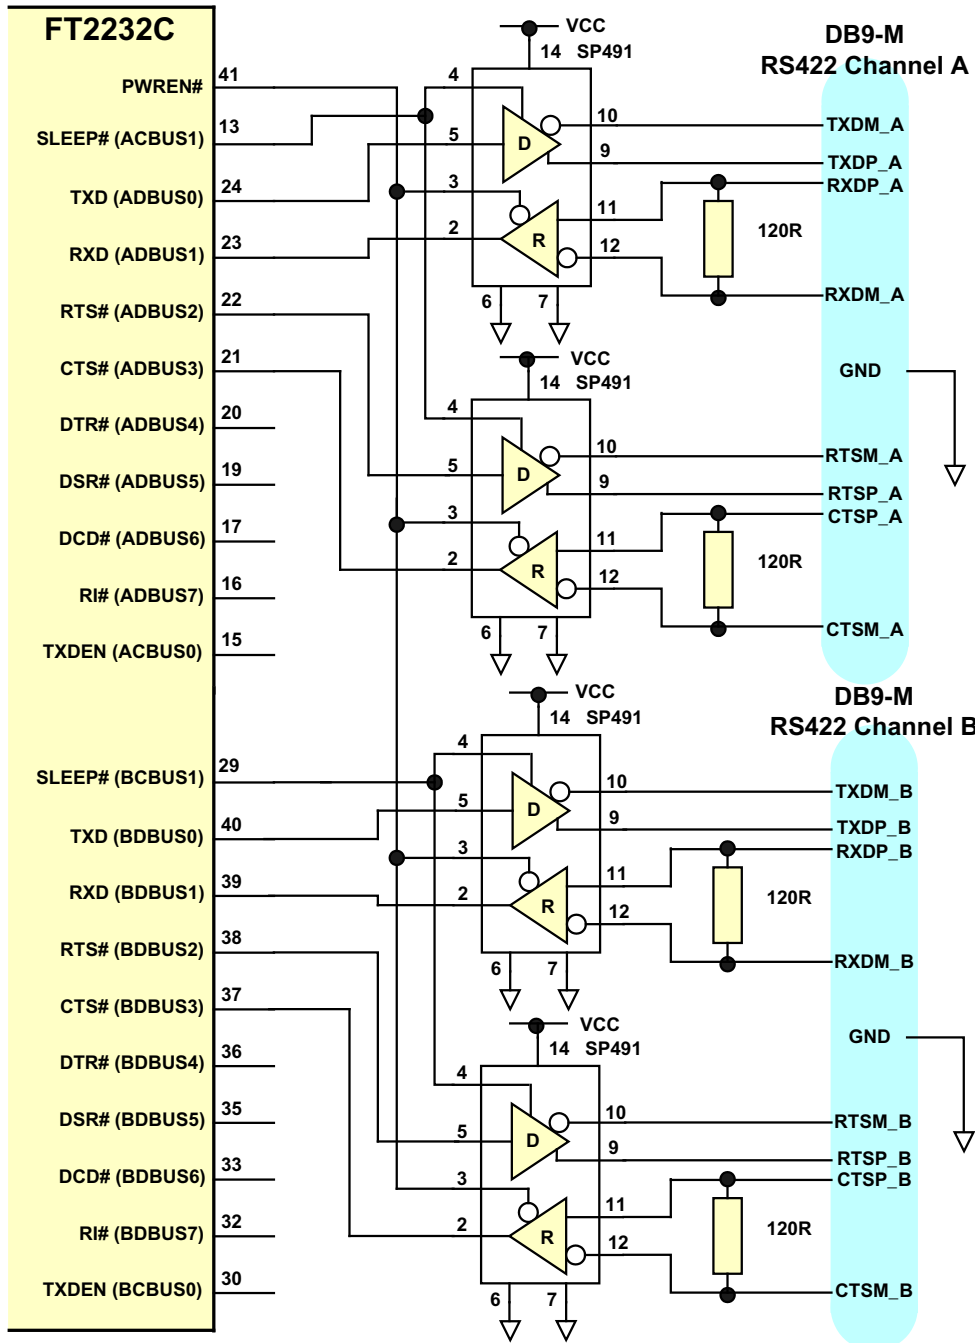 FT2232C
PWREN#
41
SLEEP# (ACBUS1)
13
TXD (ADBUS0)
24
RXD (ADBUS1)
23
RTS# (ADBUS2)
22
CTS# (ADBUS3)
21
DTR# (ADBUS4)
20
DSR# (ADBUS5)
19
DCD# (ADBUS6)
17
RI# (ADBUS7)
16
TXDEN (ACBUS0)
15
SLEEP# (BCBUS1)
29
TXD (BDBUS0)
40
RXD (BDBUS1)
39
RTS# (BDBUS2)
38
CTS# (BDBUS3)
37
DTR# (BDBUS4)
36
DSR# (BDBUS5)
35
DCD# (BDBUS6)
33
RI# (BDBUS7)
32
TXDEN (BCBUS0)
30
VCC
14 SP491
4
5
D
10
9
3
2
R
11
12
6
7
VCC
14 SP491
4
5
D
10
9
3
2
R
11
12
6
7
VCC
14 SP491
4
5
D
10
9
3
2
R
11
12
6
7
VCC
14 SP491
4
5
D
10
9
3
2
R
11
12
6
7
DB9-M
RS422 Channel A
TXDM_A
TXDP_A
RXDP_A
120R
RXDM_A
GND
RTSM_A
RTSP_A
CTSP_A
120R
CTSM_A
DB9-M
RS422 Channel B
TXDM_B
TXDP_B
RXDP_B
120R
RXDM_B
GND
RTSM_B
RTSP_B
CTSP_B
120R
CTSM_B